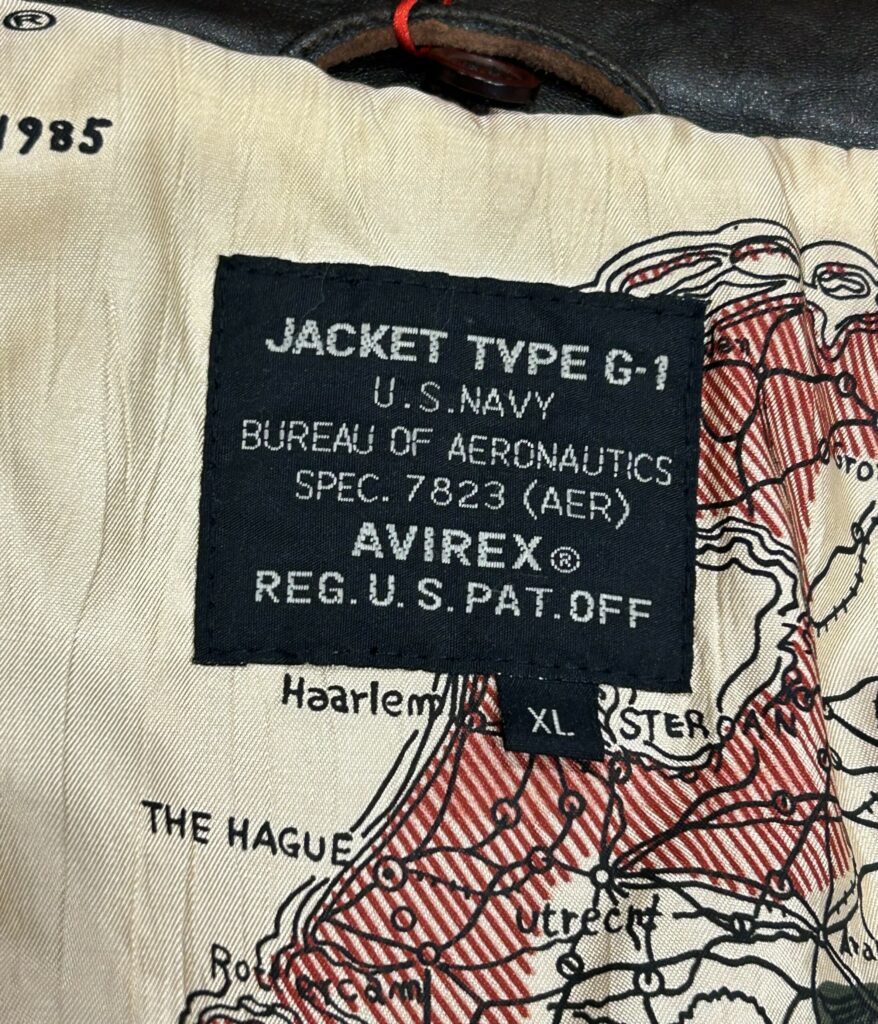 ®
1985
JACKET TYPE G-1
U.S.NAVY
BUREAU OF AERONAUTICS
SPEC. 7823 (AER)
AVIREX®
REG.U.S.PAT.OFF
XL
Haarlem
STERDAN
THE HAGUE
utrecht